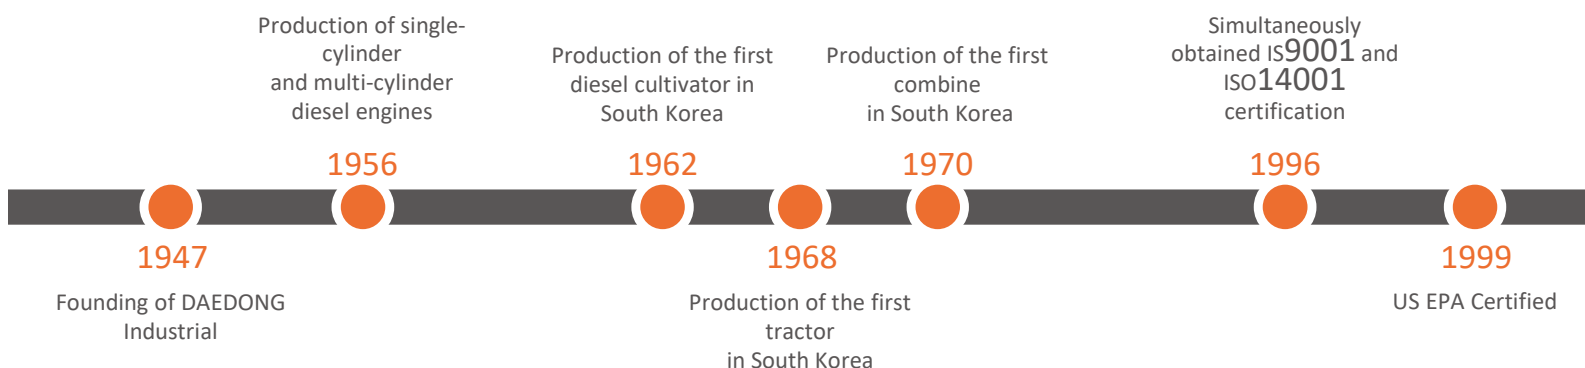 Production of single-
cylinder
and multi-cylinder
diesel engines
1956
Production of the first
diesel cultivator in
South Korea
1962
Production of the first
combine
in South Korea
1970
Simultaneously
obtained IS9001 and
ISO14001
certification
1996
1947
Founding of DAEDONG
Industrial
1968
Production of the first
tractor
in South Korea
1999
US EPA Certified